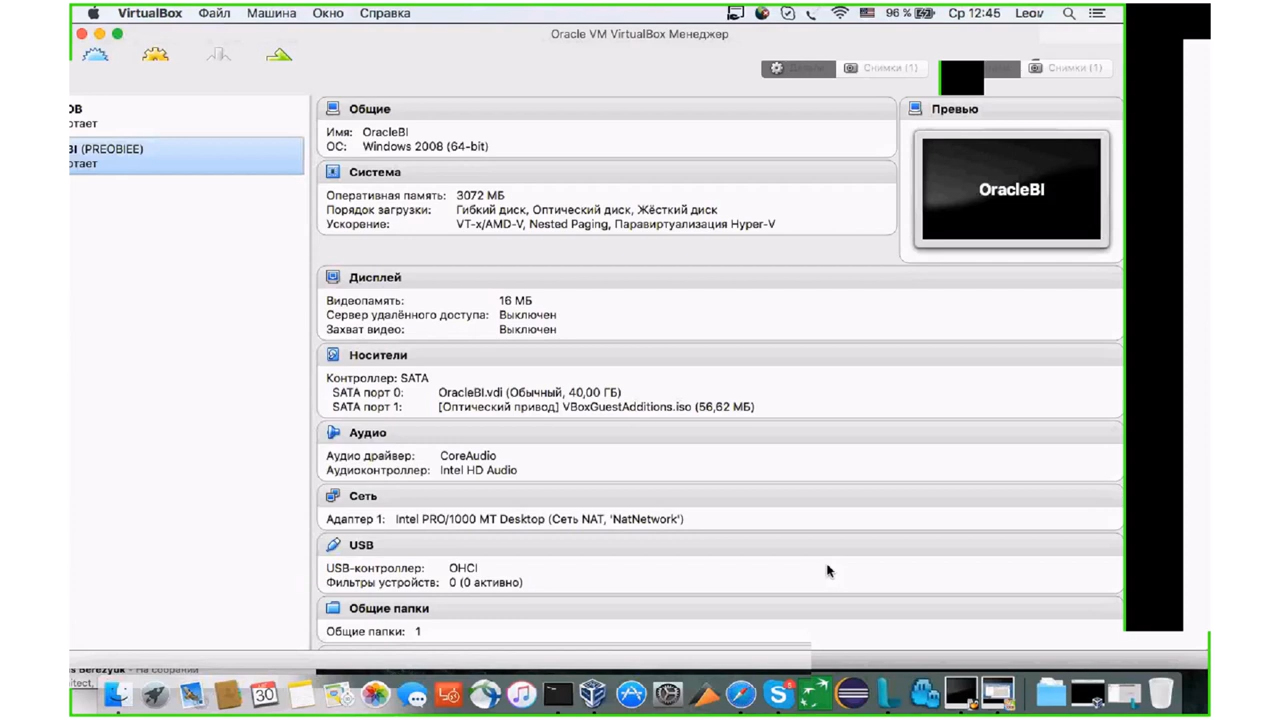 VirtualBox Файл Машина Окно Справка 96 % Ср 12:45 Leov
Oracle VM VirtualBox Менеджер
Снимки (1) Снимки (1)
ОВ
отает
BI (PREOBIEE)
отает
Общие
Имя: OracleBI
ОС: Windows 2008 (64-bit)
Превью
OracleBI
Система
Оперативная память: 3072 МБ
Порядок загрузки: Гибкий диск, Оптический диск, Жёсткий диск
Ускорение: VT-x/AMD-V, Nested Paging, Паравиртуализация Hyper-V
Дисплей
Видеопамять: 16 МБ
Сервер удалённого доступа: Выключен
Захват видео: Выключен
Носители
Контроллер: SATA
SATA порт 0: OracleBI.vdi (Обычный, 40,00 ГБ)
SATA порт 1: [Оптический привод] VBoxGuestAdditions.iso (56,62 МБ)
Аудио
Аудио драйвер: CoreAudio
Аудиоконтроллер: Intel HD Audio
Сеть
Адаптер 1: Intel PRO/1000 MT Desktop (Сеть NAT, 'NatNetwork')
USB
USB-контроллер: OHCI
Фильтры устройств: 0 (0 активно)
Общие папки
Общие папки: 1
s Berezyuk - На собрании
30